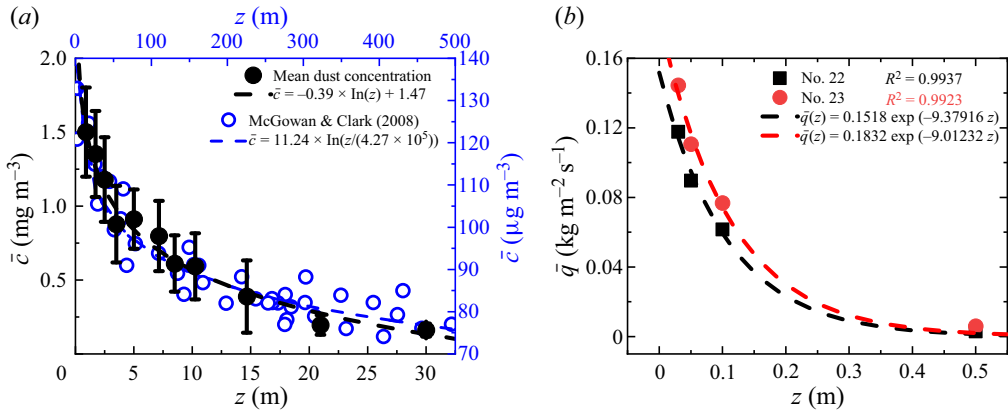 (a)
z (m)
0 100 200 300 400 500
2.0
1.5
1.0
0.5
0
c̄ (mg m⁻³)
Mean dust concentration
c̄ = –0.39 × In(z) + 1.47
McGowan & Clark (2008)
c̄ = 11.24 × In(z/(4.27 × 10⁵))
140
130
120
110
100
90
80
70
c̄ (μg m⁻³)
0 5 10 15 20 25 30
z (m)
(b)
0.16
0.12
0.08
0.04
0
q̄ (kg m⁻² s⁻¹)
No. 22 R² = 0.9937
No. 23 R² = 0.9923
q̄(z) = 0.1518 exp (–9.37916 z)
q̄(z) = 0.1832 exp (–9.01232 z)
0 0.1 0.2 0.3 0.4 0.5
z (m)